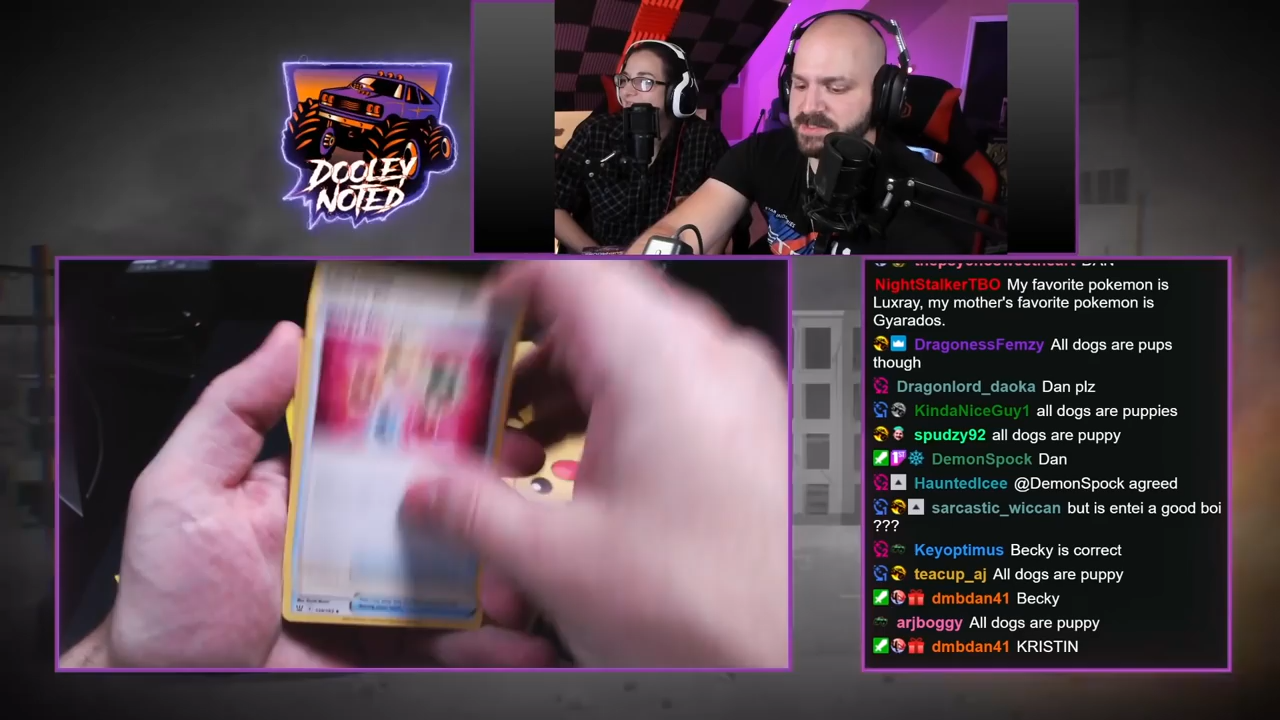 DOOLEY
NOTED
NightStalkerTBO My favorite pokemon is
Luxray, my mother's favorite pokemon is
Gyarados.
DragonessFemzy All dogs are pups
though
Dragonlord_daoka Dan plz
KindaNiceGuy1 all dogs are puppies
spudzy92 all dogs are puppy
DemonSpock Dan
HauntedIcee @DemonSpock agreed
sarcastic_wiccan but is entei a good boi
???
Keyoptimus Becky is correct
teacup_aj All dogs are puppy
dmbdan41 Becky
arjboggy All dogs are puppy
dmbdan41 KRISTIN